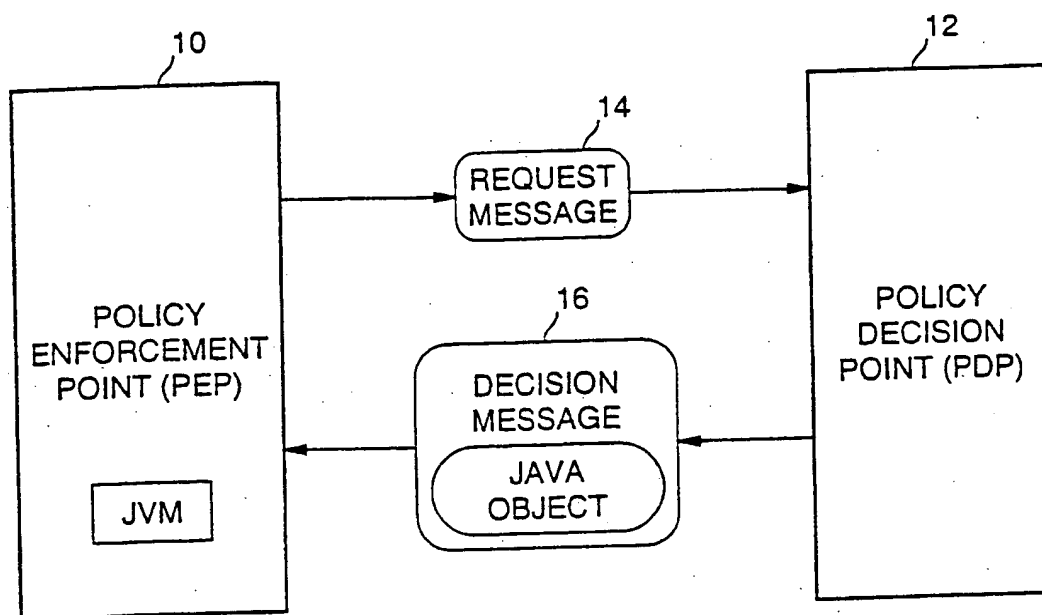 10
12
14
REQUEST
MESSAGE
POLICY
ENFORCEMENT
POINT (PEP)
JVM
16
DECISION
MESSAGE
JAVA
OBJECT
POLICY
DECISION
POINT (PDP)